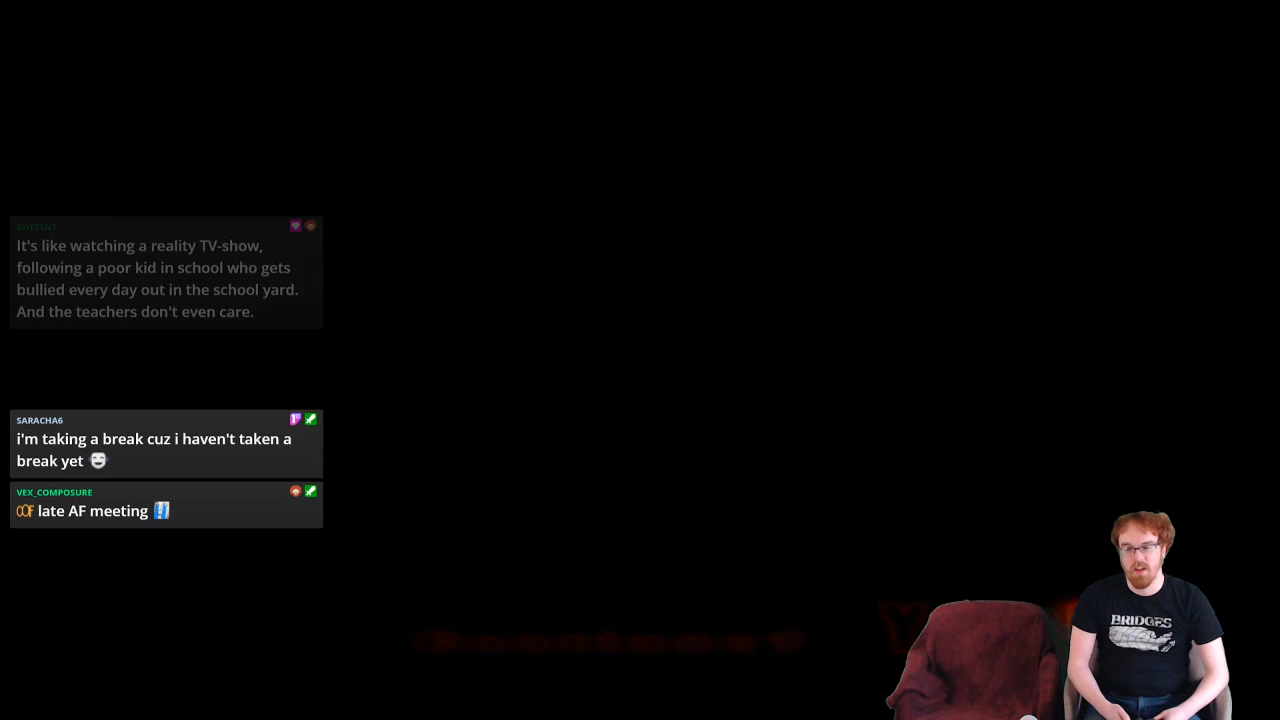 SWESENT
It's like watching a reality TV-show,
following a poor kid in school who gets
bullied every day out in the school yard.
And the teachers don't even care.
SARACHA6
i'm taking a break cuz i haven't taken a
break yet
VEX_COMPOSURE
OOF late AF meeting
BRIDGES